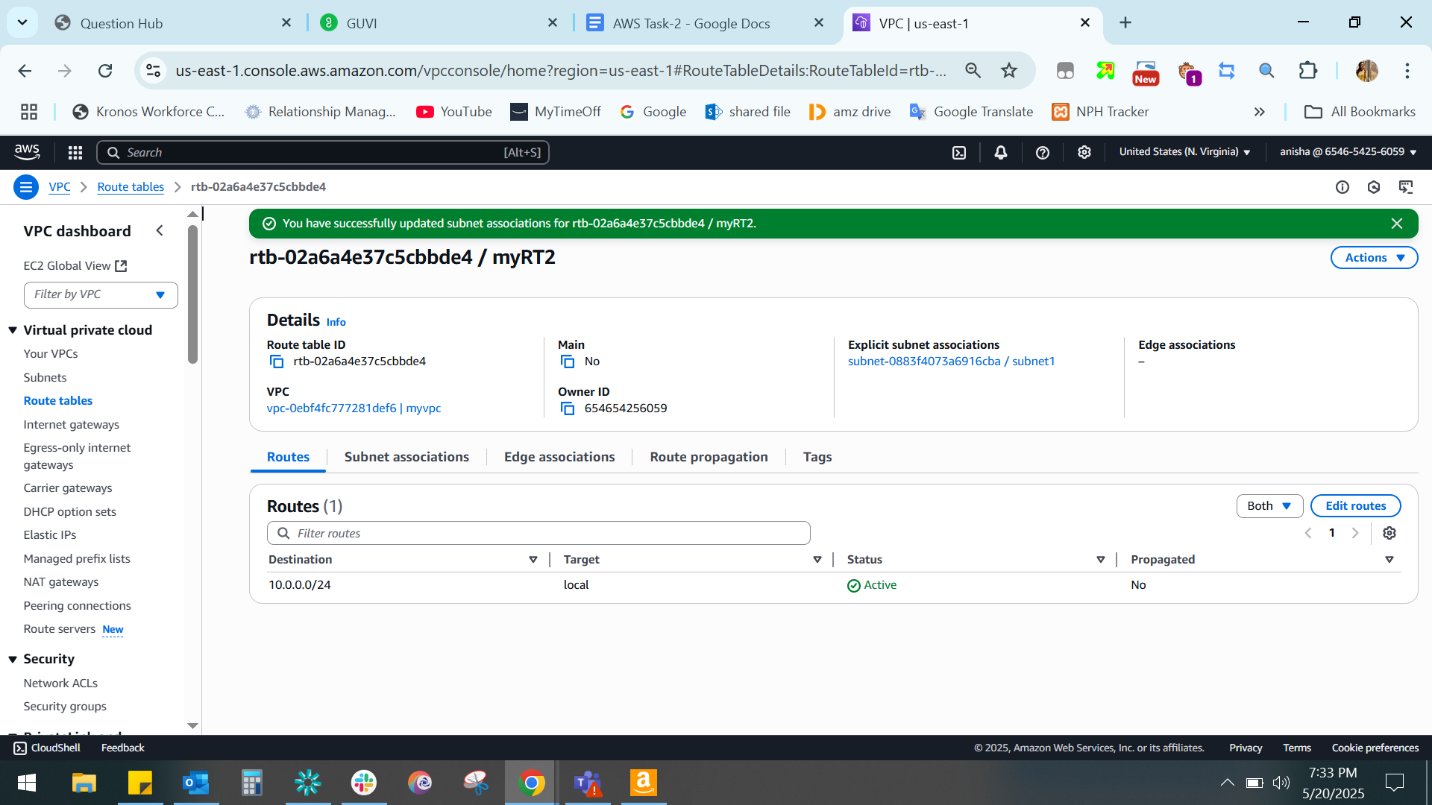 Question Hub
GUVI
AWS Task-2 - Google Docs
VPC | us-east-1
us-east-1.console.aws.amazon.com/vpcconsole/home?region=us-east-1#RouteTableDetails:RouteTableId=rtb-...
New
1
Kronos Workforce C...
Relationship Manag...
YouTube
MyTimeOff
Google
shared file
amz drive
Google Translate
NPH Tracker
All Bookmarks
aws
Search
[Alt+S]
United States (N. Virginia)
anisha @ 6546-5425-6059
VPC
Route tables
rtb-02a6a4e37c5cbbde4
VPC dashboard
EC2 Global View
Filter by VPC
Virtual private cloud
Your VPCs
Subnets
Route tables
Internet gateways
Egress-only internet
gateways
Carrier gateways
DHCP option sets
Elastic IPs
Managed prefix lists
NAT gateways
Peering connections
Route servers New
Security
Network ACLs
Security groups
You have successfully updated subnet associations for rtb-02a6a4e37c5cbbde4 / myRT2.
rtb-02a6a4e37c5cbbde4 / myRT2
Actions
Details Info
Route table ID
rtb-02a6a4e37c5cbbde4
Main
No
Explicit subnet associations
subnet-0883f4073a6916cba / subnet1
Edge associations
–
VPC
vpc-0ebf4fc777281def6 | myvpc
Owner ID
654654256059
Routes
Subnet associations
Edge associations
Route propagation
Tags
Routes (1)
Both
Edit routes
Filter routes
1
Destination
Target
Status
Propagated
10.0.0.0/24
local
Active
No
CloudShell
Feedback
© 2025, Amazon Web Services, Inc. or its affiliates.
Privacy
Terms
Cookie preferences
7:33 PM
5/20/2025